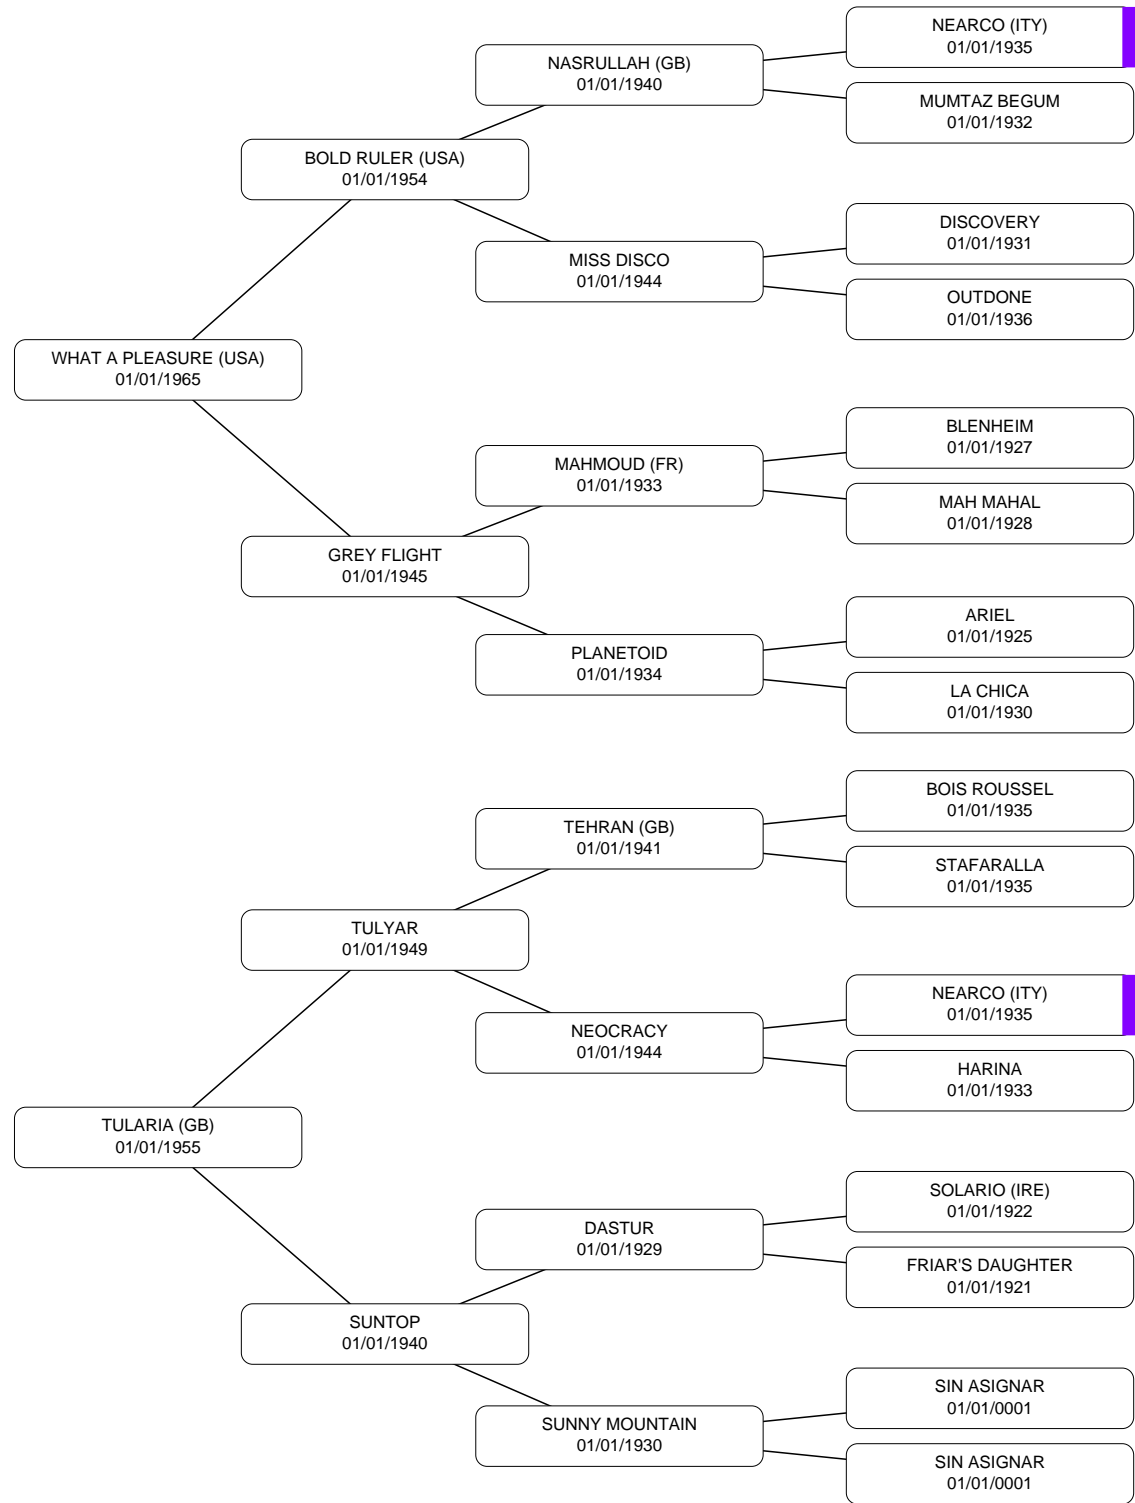 NEARCO (ITY)
01/01/1935
NASRULLAH (GB)
01/01/1940
MUMTAZ BEGUM
01/01/1932
BOLD RULER (USA)
01/01/1954
DISCOVERY
01/01/1931
MISS DISCO
01/01/1944
OUTDONE
01/01/1936
WHAT A PLEASURE (USA)
01/01/1965
BLENHEIM
01/01/1927
MAHMOUD (FR)
01/01/1933
MAH MAHAL
01/01/1928
GREY FLIGHT
01/01/1945
ARIEL
01/01/1925
PLANETOID
01/01/1934
LA CHICA
01/01/1930
BOIS ROUSSEL
01/01/1935
TEHRAN (GB)
01/01/1941
STAFARALLA
01/01/1935
TULYAR
01/01/1949
NEARCO (ITY)
01/01/1935
NEOCRACY
01/01/1944
HARINA
01/01/1933
TULARIA (GB)
01/01/1955
SOLARIO (IRE)
01/01/1922
DASTUR
01/01/1929
FRIAR'S DAUGHTER
01/01/1921
SUNTOP
01/01/1940
SIN ASIGNAR
01/01/0001
SUNNY MOUNTAIN
01/01/1930
SIN ASIGNAR
01/01/0001